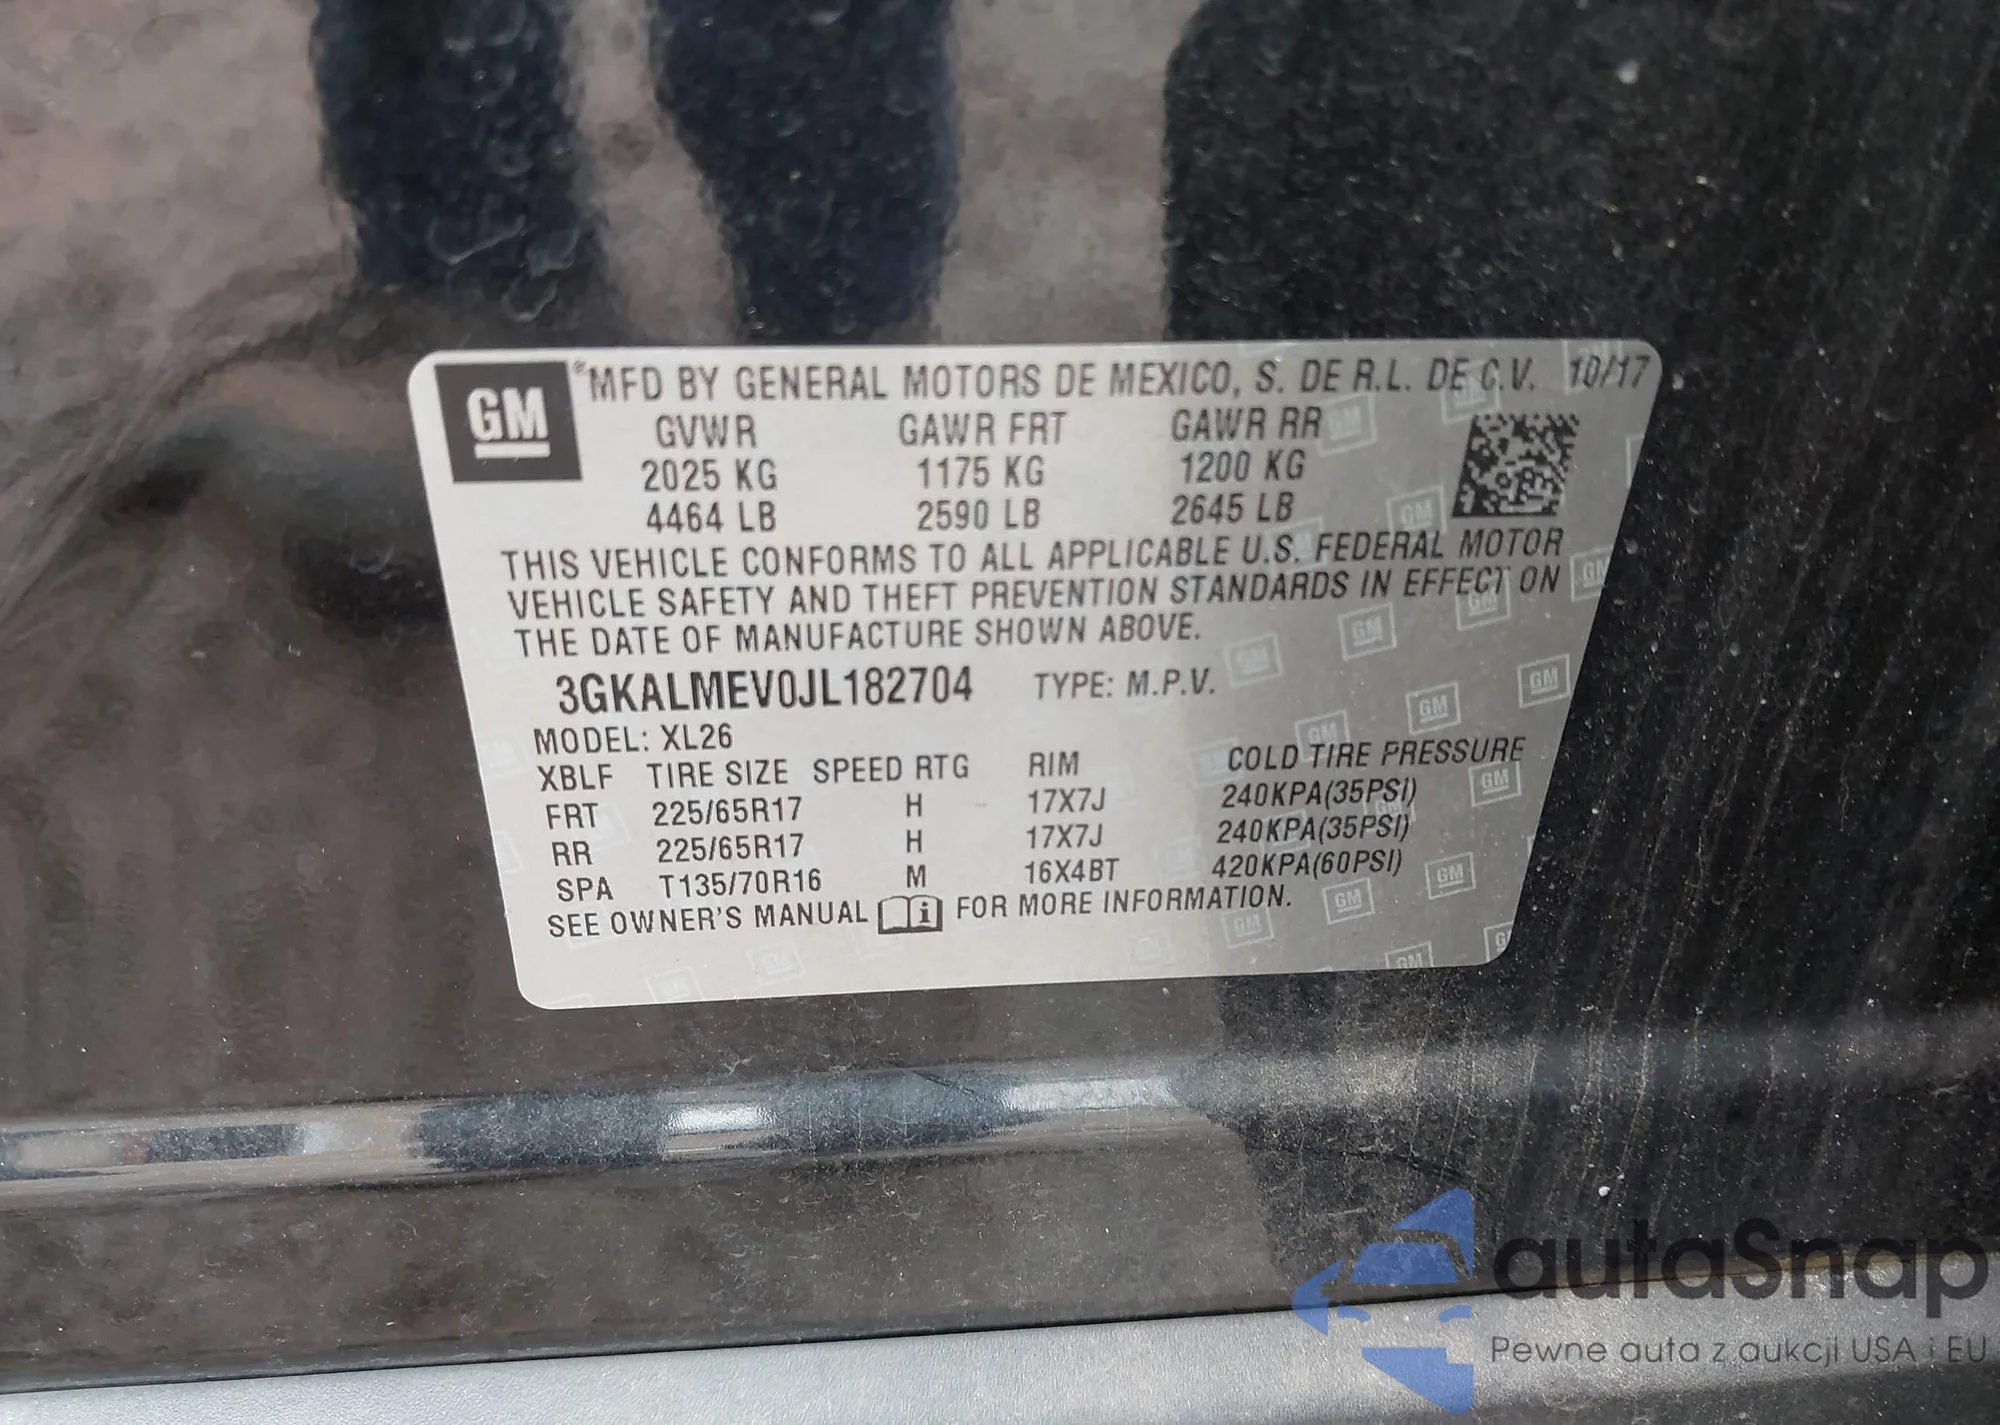 GM ®MFD BY GENERAL MOTORS DE MEXICO, S. DE R.L. DE C.V. 10/17
GVWR GAWR FRT GAWR RR
2025 KG 1175 KG 1200 KG
4464 LB 2590 LB 2645 LB
THIS VEHICLE CONFORMS TO ALL APPLICABLE U.S. FEDERAL MOTOR
VEHICLE SAFETY AND THEFT PREVENTION STANDARDS IN EFFECT ON
THE DATE OF MANUFACTURE SHOWN ABOVE.
3GKALMEV0JL182704 TYPE: M.P.V.
MODEL: XL26
XBLF TIRE SIZE SPEED RTG RIM COLD TIRE PRESSURE
FRT 225/65R17 H 17X7J 240KPA(35PSI)
RR 225/65R17 H 17X7J 240KPA(35PSI)
SPA T135/70R16 M 16X4BT 420KPA(60PSI)
SEE OWNER'S MANUAL FOR MORE INFORMATION.
autaSnap
Pewne auta z aukcji USA i EU